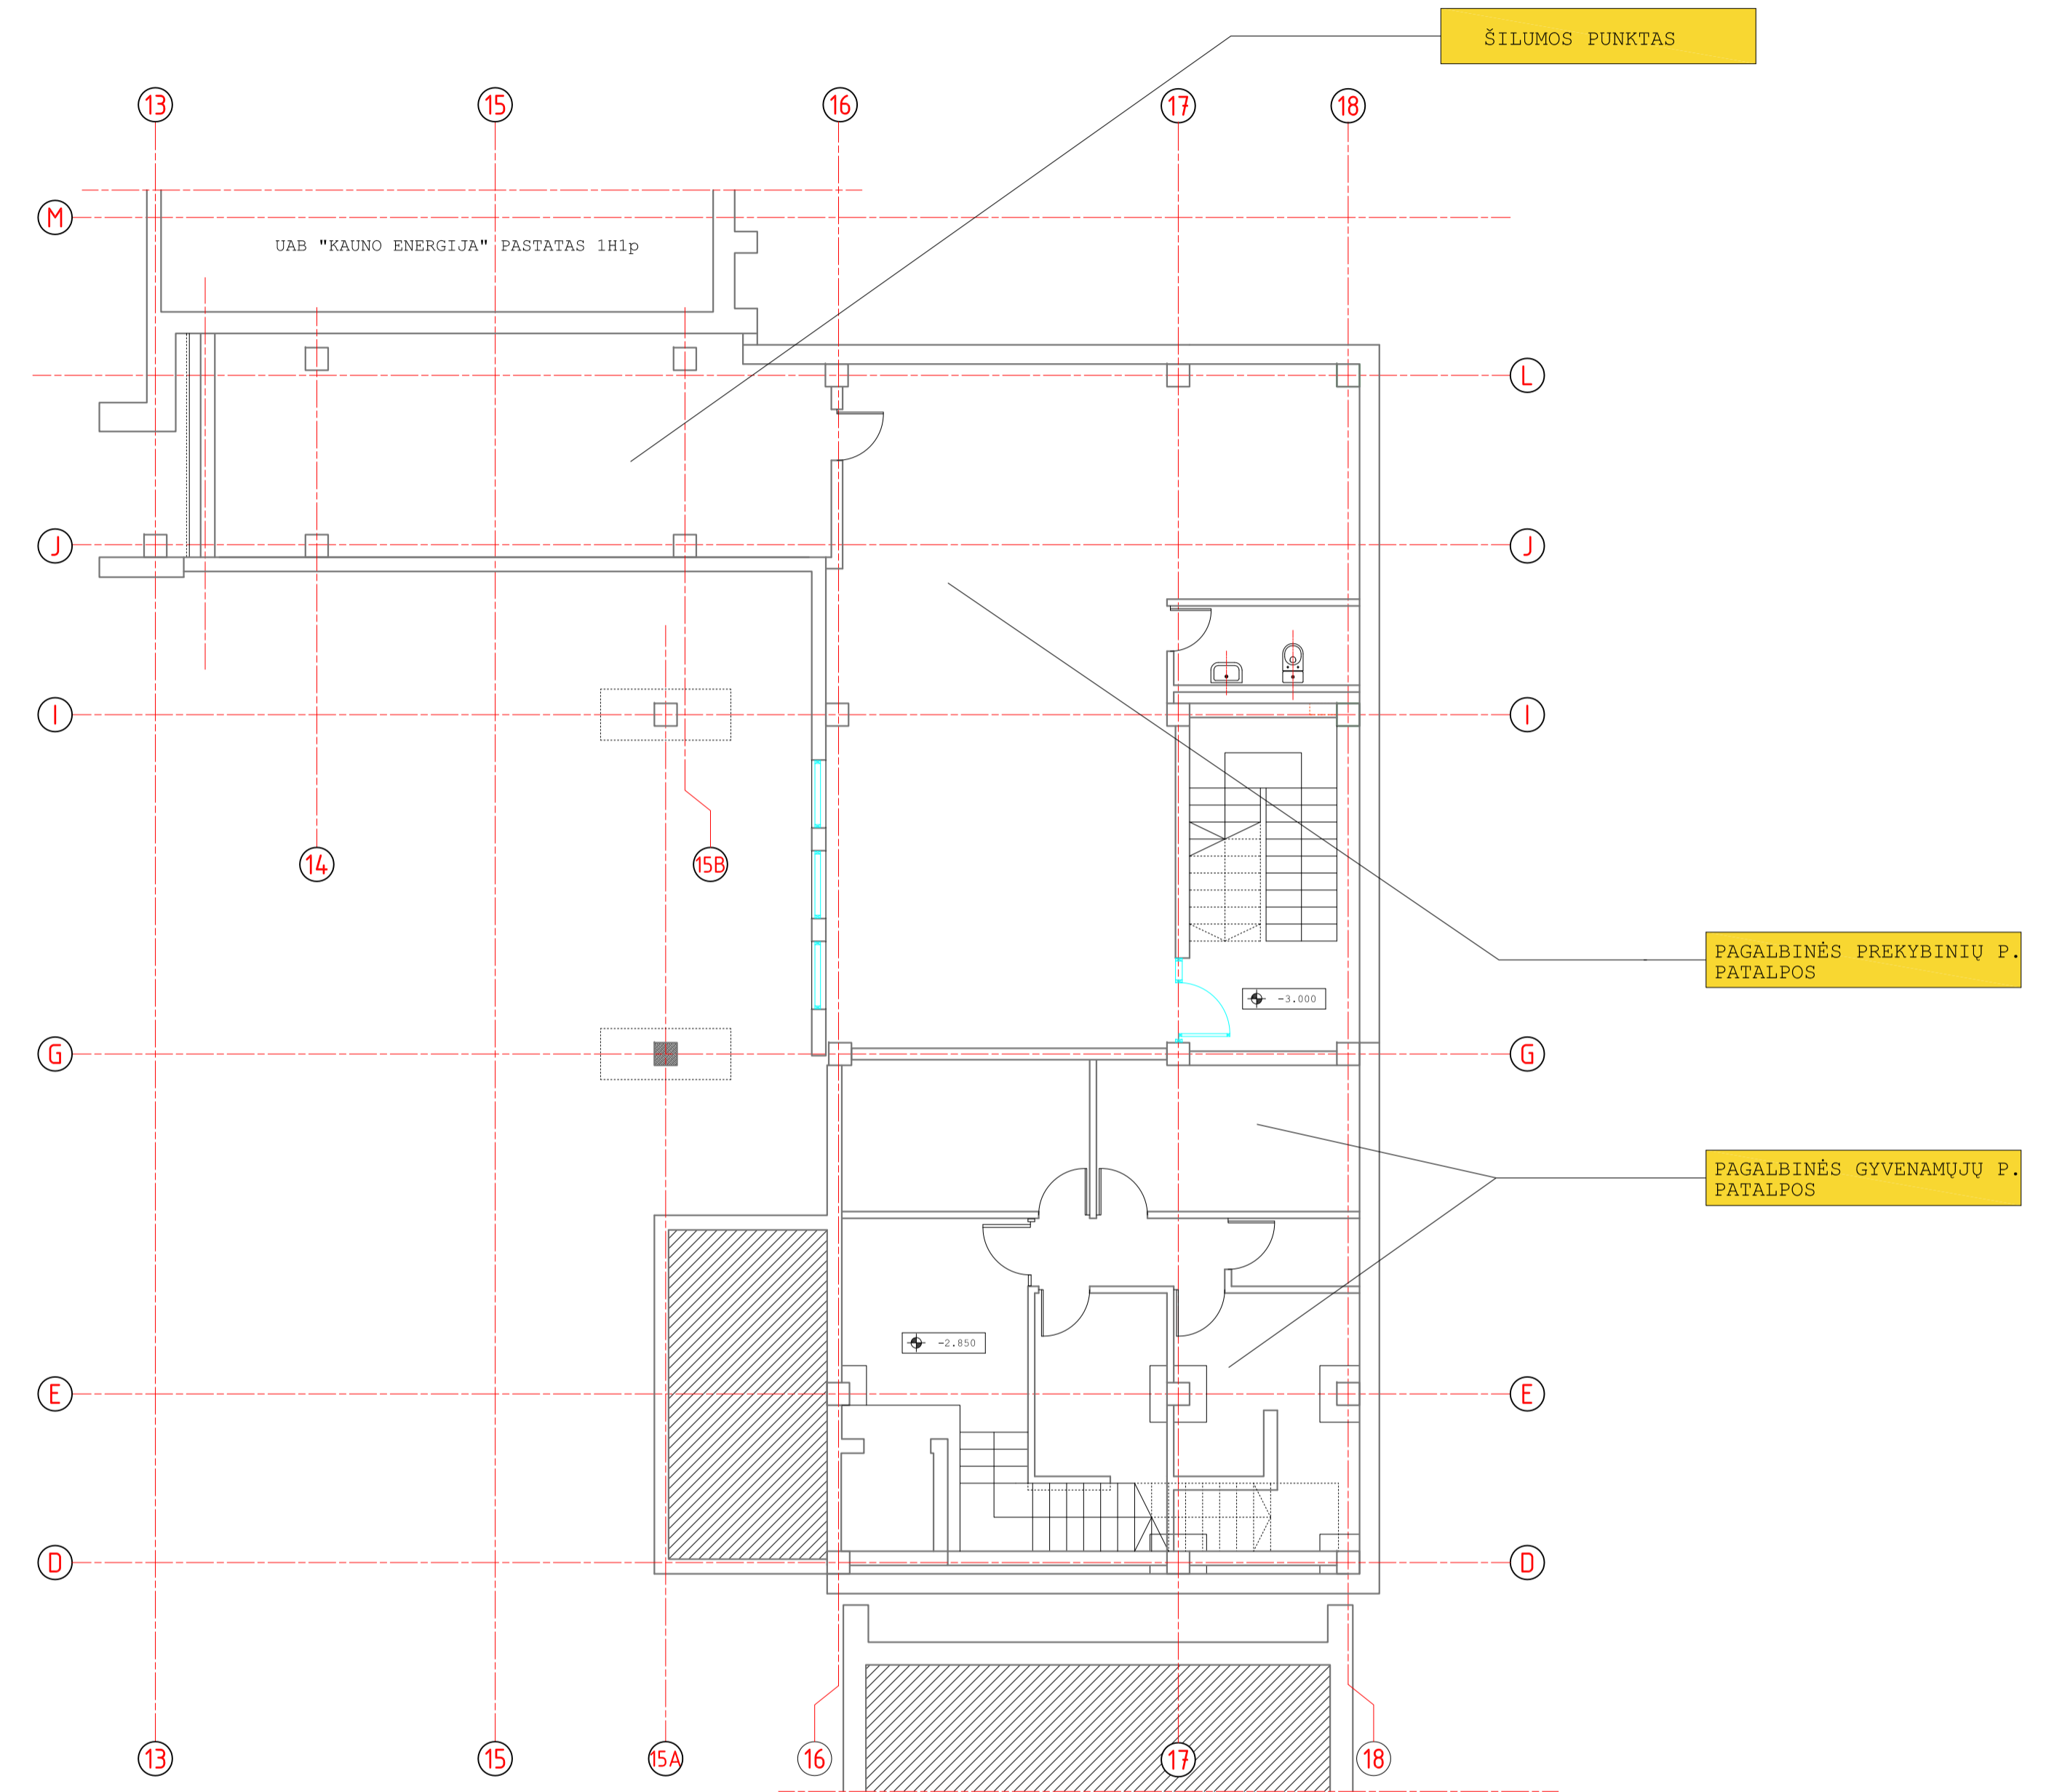 ŠILUMOS PUNKTAS
13
15
16
17
18
M
UAB "KAUNO ENERGIJA" PASTATAS 1H1p
L
J
J
I
I
14
15B
PAGALBINĖS PREKYBINIŲ P.
PATALPOS
-3.000
G
G
PAGALBINĖS GYVENAMŲJŲ P.
PATALPOS
-2.850
E
E
D
D
13
15
15A
16
17
18